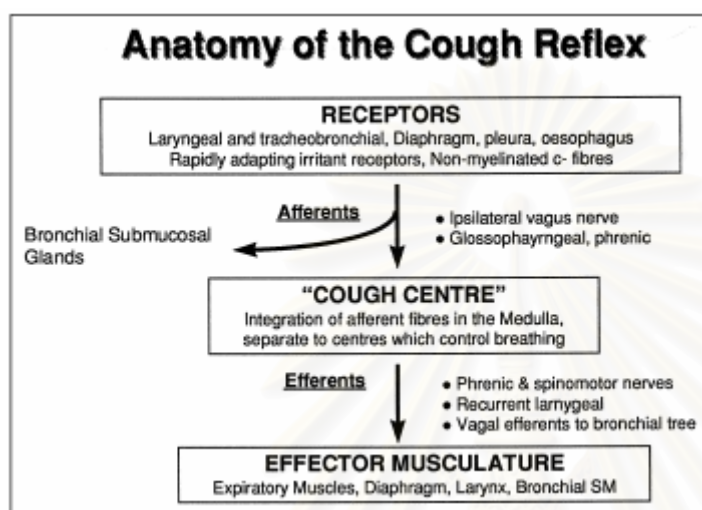 Anatomy of the Cough Reflex
RECEPTORS
Laryngeal and tracheobronchial, Diaphragm, pleura, oesophagus
Rapidly adapting irritant receptors, Non-myelinated c- fibres
Afferents
● Ipsilateral vagus nerve
● Glossophayrngeal, phrenic
Bronchial Submucosal
Glands
“COUGH CENTRE”
Integration of afferent fibres in the Medulla,
separate to centres which control breathing
Efferents
● Phrenic & spinomotor nerves
● Recurrent larnygeal
● Vagal efferents to bronchial tree
EFFECTOR MUSCULATURE
Expiratory Muscles, Diaphragm, Larynx, Bronchial SM